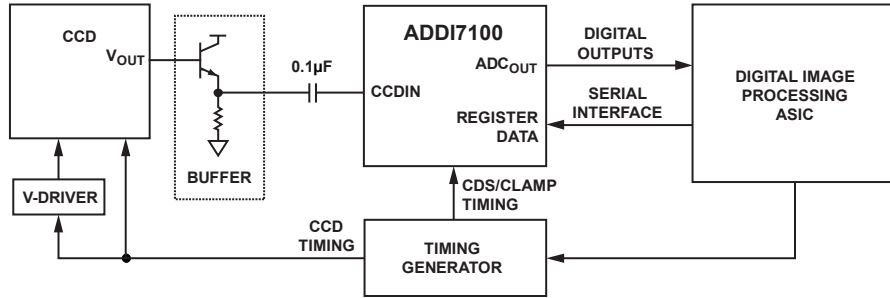 CCD
VOUT
BUFFER
0.1µF
ADDI7100
ADCOUT
CCDIN
REGISTER
DATA
DIGITAL
OUTPUTS
SERIAL
INTERFACE
DIGITAL IMAGE
PROCESSING
ASIC
V-DRIVER
CCD
TIMING
CDS/CLAMP
TIMING
TIMING
GENERATOR